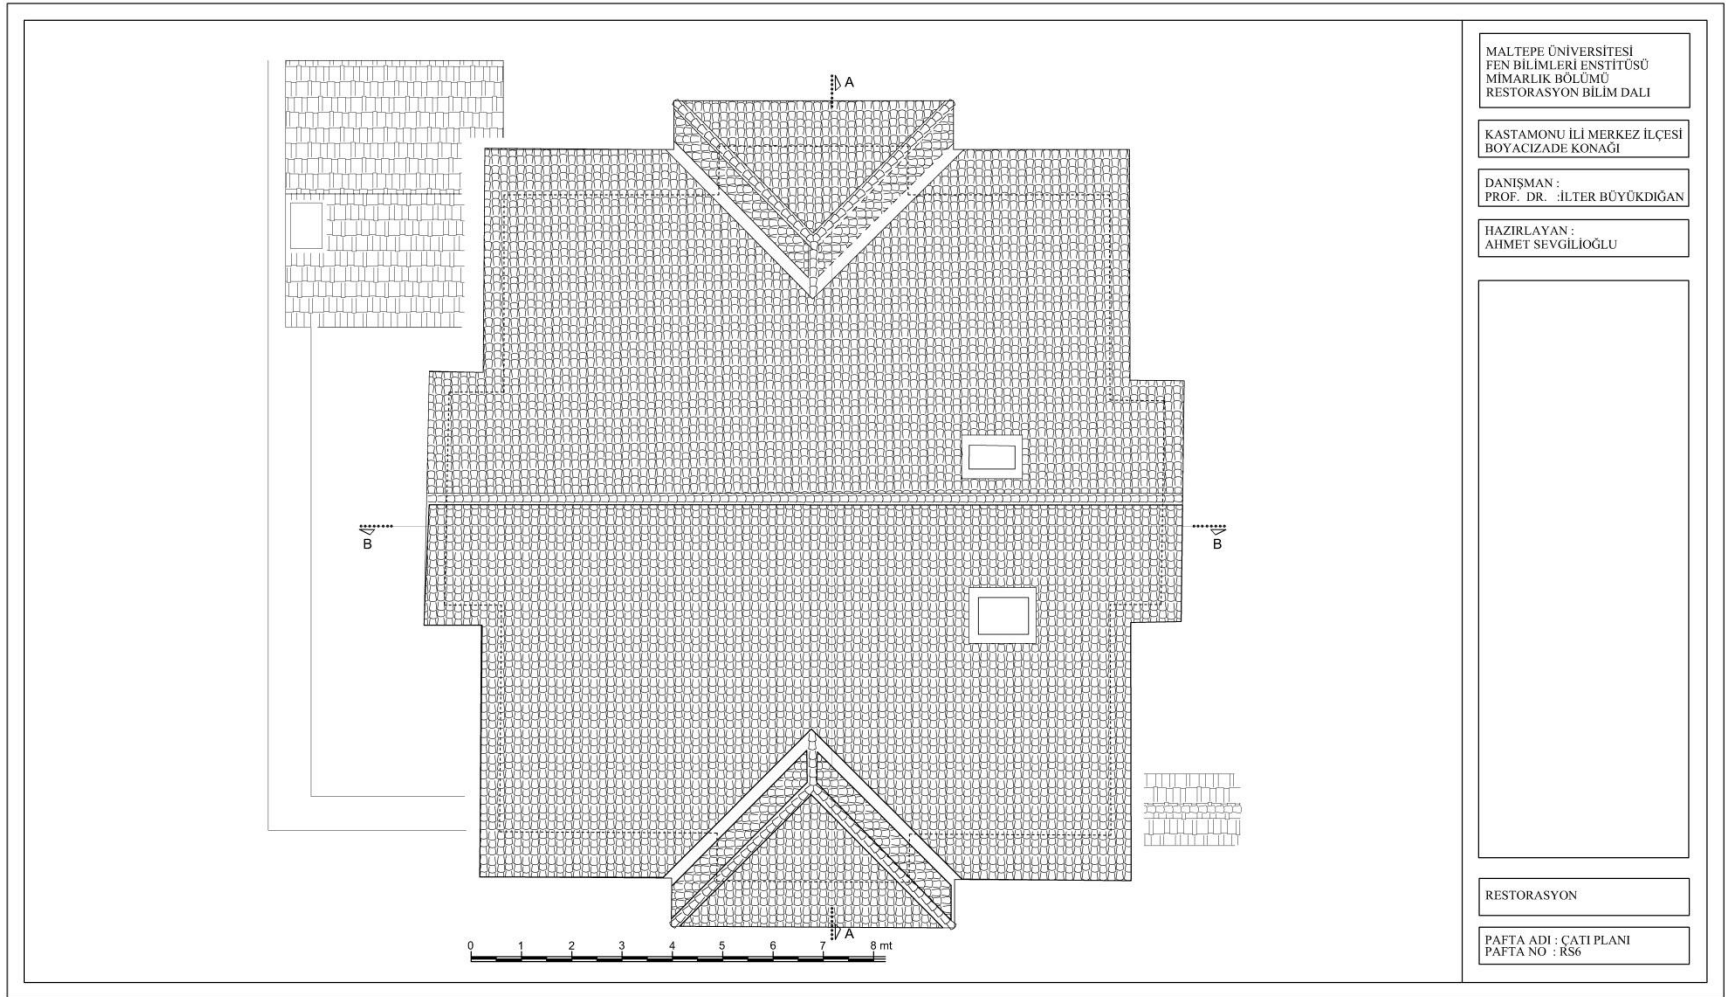 MALTEPE ÜNİVERSİTESİ
FEN BİLİMLERİ ENSTİTÜSÜ
MİMARLIK BÖLÜMÜ
RESTORASYON BİLİM DALI
KASTAMONU İLİ MERKEZ İLÇESİ
BOYACIZADE KONAĞI
DANIŞMAN :
PROF. DR. :İLTER BÜYÜKDIĞAN
HAZIRLAYAN :
AHMET SEVGİLİOĞLU
RESTORASYON
PAFTA ADI : ÇATI PLANI
PAFTA NO : RS6
A
B
B
A
0 1 2 3 4 5 6 7 8 mt